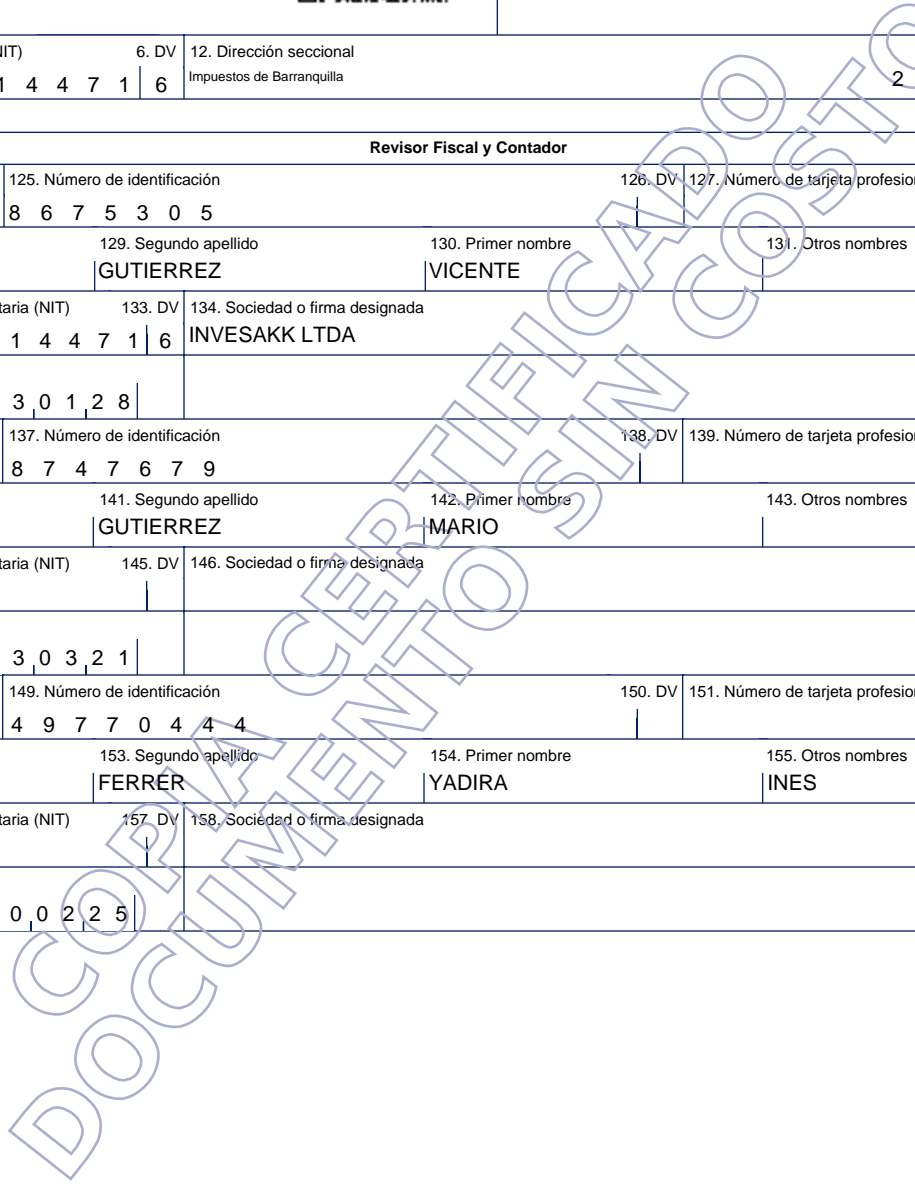 NIT) 6. DV 12. Dirección seccional
1 4 4 7 1 6 Impuestos de Barranquilla 2
Revisor Fiscal y Contador
125. Número de identificación 126. DV 127. Número de tarjeta profesion
8 6 7 5 3 0 5
129. Segundo apellido 130. Primer nombre 131. Otros nombres
GUTIERREZ VICENTE
taria (NIT) 133. DV 134. Sociedad o firma designada
1 4 4 7 1 6 INVESAKK LTDA
3 0 1 2 8
137. Número de identificación 138. DV 139. Número de tarjeta profesion
8 7 4 7 6 7 9
141. Segundo apellido 142. Primer nombre 143. Otros nombres
GUTIERREZ MARIO
taria (NIT) 145. DV 146. Sociedad o firma designada
3 0 3 2 1
149. Número de identificación 150. DV 151. Número de tarjeta profesion
4 9 7 7 0 4 4 4
153. Segundo apellido 154. Primer nombre 155. Otros nombres
FERRER YADIRA INES
taria (NIT) 157. DV 158. Sociedad o firma designada
0 0 2 2 5
COPIA CERTIFICADO
DOCUMENTO SIN COSTO